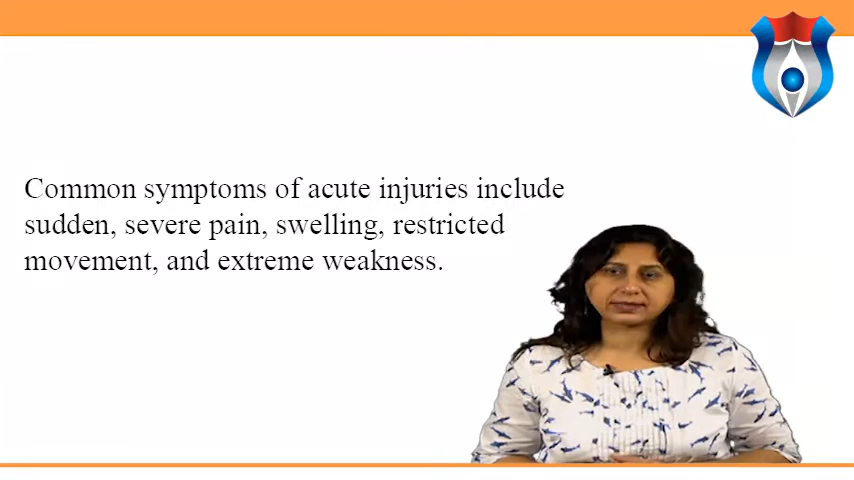 Common symptoms of acute injuries include
sudden, severe pain, swelling, restricted
movement, and extreme weakness.